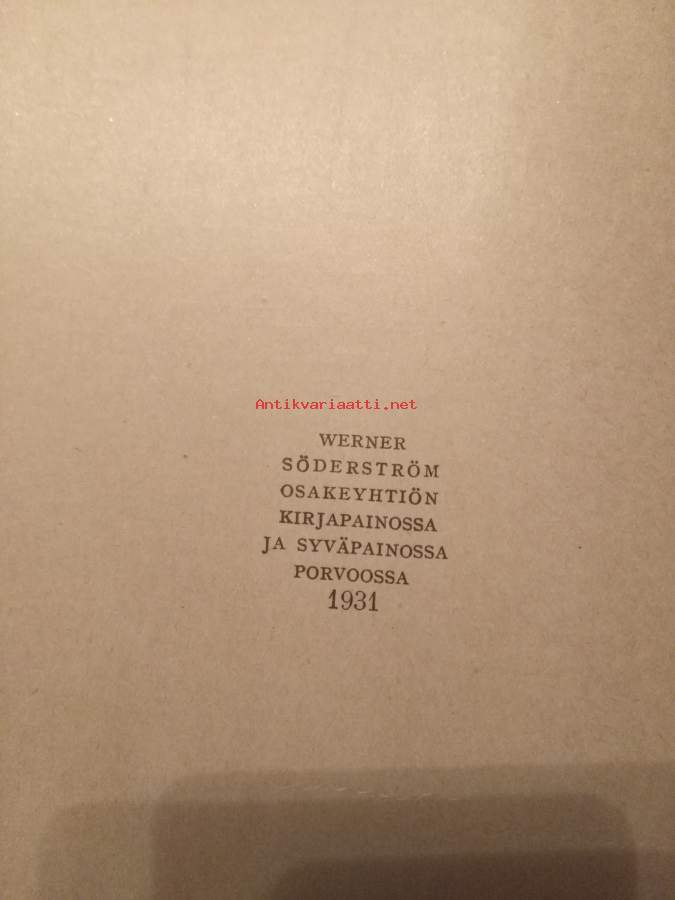 Antikvariaatti.net
WERNER
SÖDERSTRÖM
OSAKEYHTIÖN
KIRJAPAINOSSA
JA SYVÄPAINOSSA
PORVOOSSA
1931